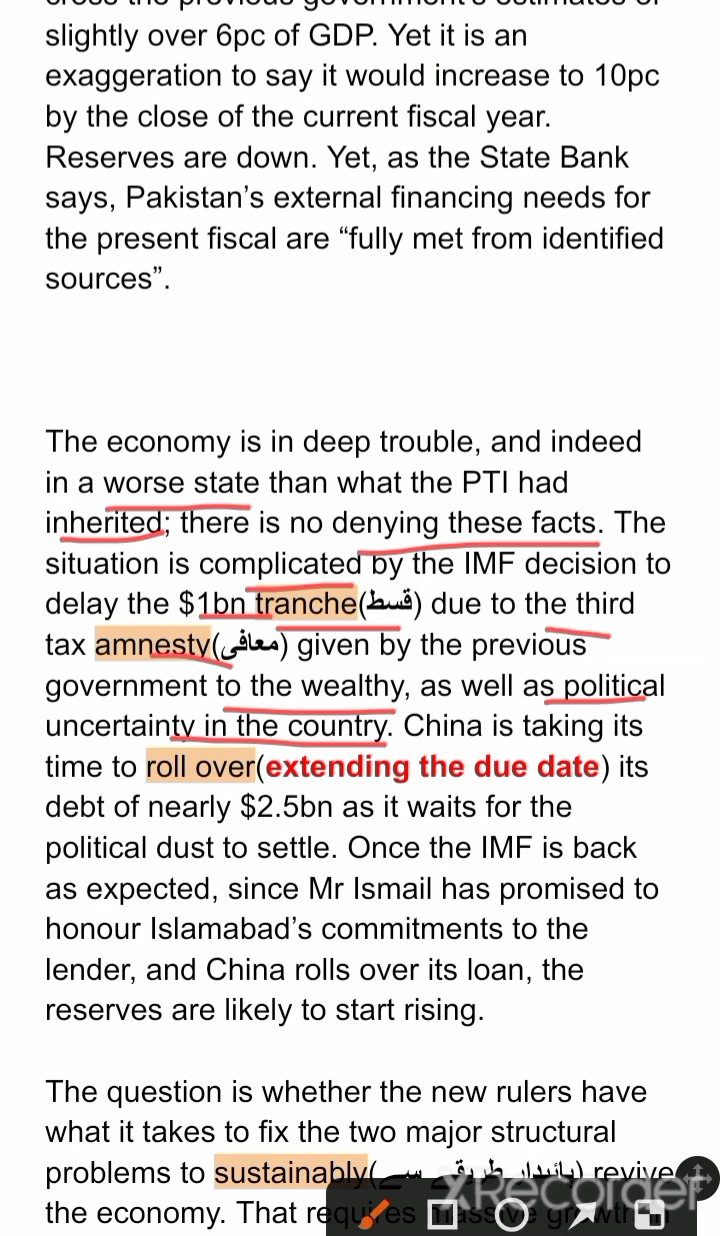 slightly over 6pc of GDP. Yet it is an
exaggeration to say it would increase to 10pc
by the close of the current fiscal year.
Reserves are down. Yet, as the State Bank
says, Pakistan’s external financing needs for
the present fiscal are “fully met from identified
sources”.
The economy is in deep trouble, and indeed
in a worse state than what the PTI had
inherited; there is no denying these facts. The
situation is complicated by the IMF decision to
delay the $1bn tranche(قسط) due to the third
tax amnesty(معافی) given by the previous
government to the wealthy, as well as political
uncertainty in the country. China is taking its
time to roll over(extending the due date) its
debt of nearly $2.5bn as it waits for the
political dust to settle. Once the IMF is back
as expected, since Mr Ismail has promised to
honour Islamabad’s commitments to the
lender, and China rolls over its loan, the
reserves are likely to start rising.
The question is whether the new rulers have
what it takes to fix the two major structural
problems to sustainably(پائیدار طریقے سے) revive
the economy. That requires massive growth in
XRecorder